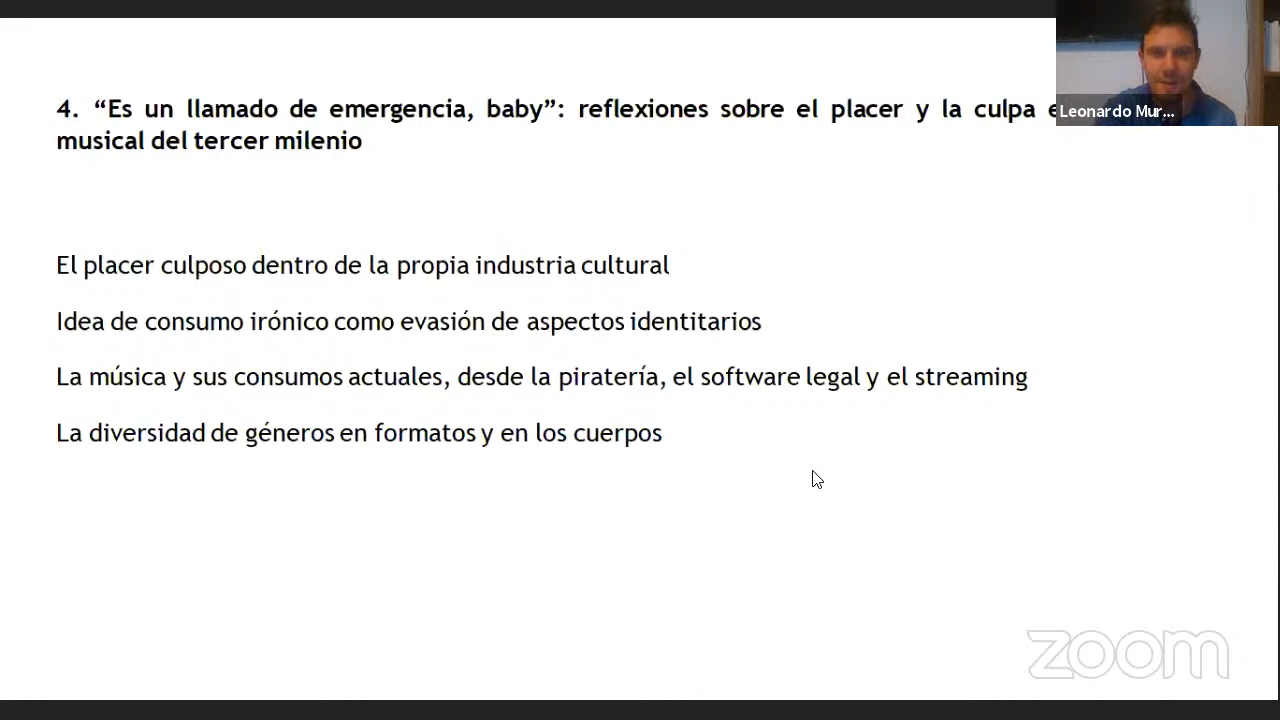 4. “Es un llamado de emergencia, baby”: reflexiones sobre el placer y la culpa
musical del tercer milenio
Leonardo Mur...
El placer culposo dentro de la propia industria cultural
Idea de consumo irónico como evasión de aspectos identitarios
La música y sus consumos actuales, desde la piratería, el software legal y el streaming
La diversidad de géneros en formatos y en los cuerpos
zoom